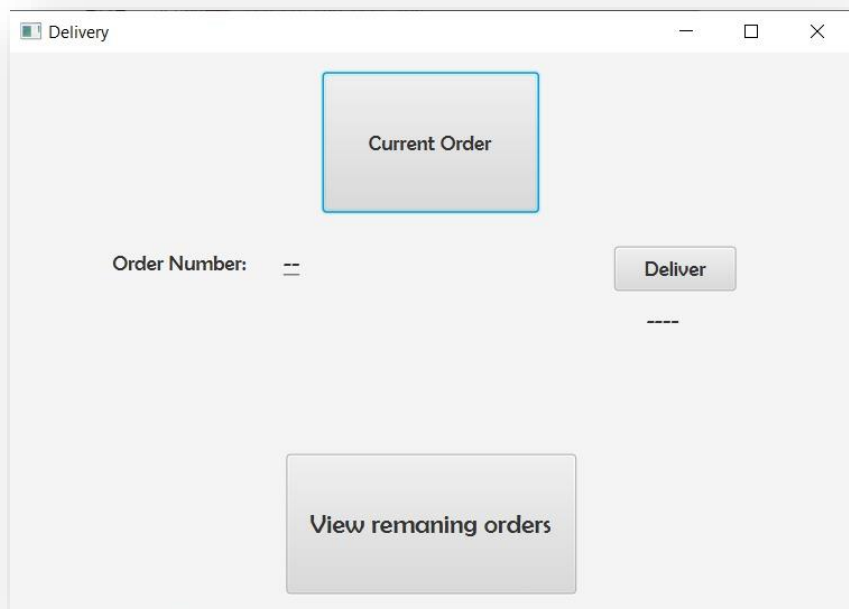 Delivery
Current Order
Order Number: --
Deliver
----
View remaning orders